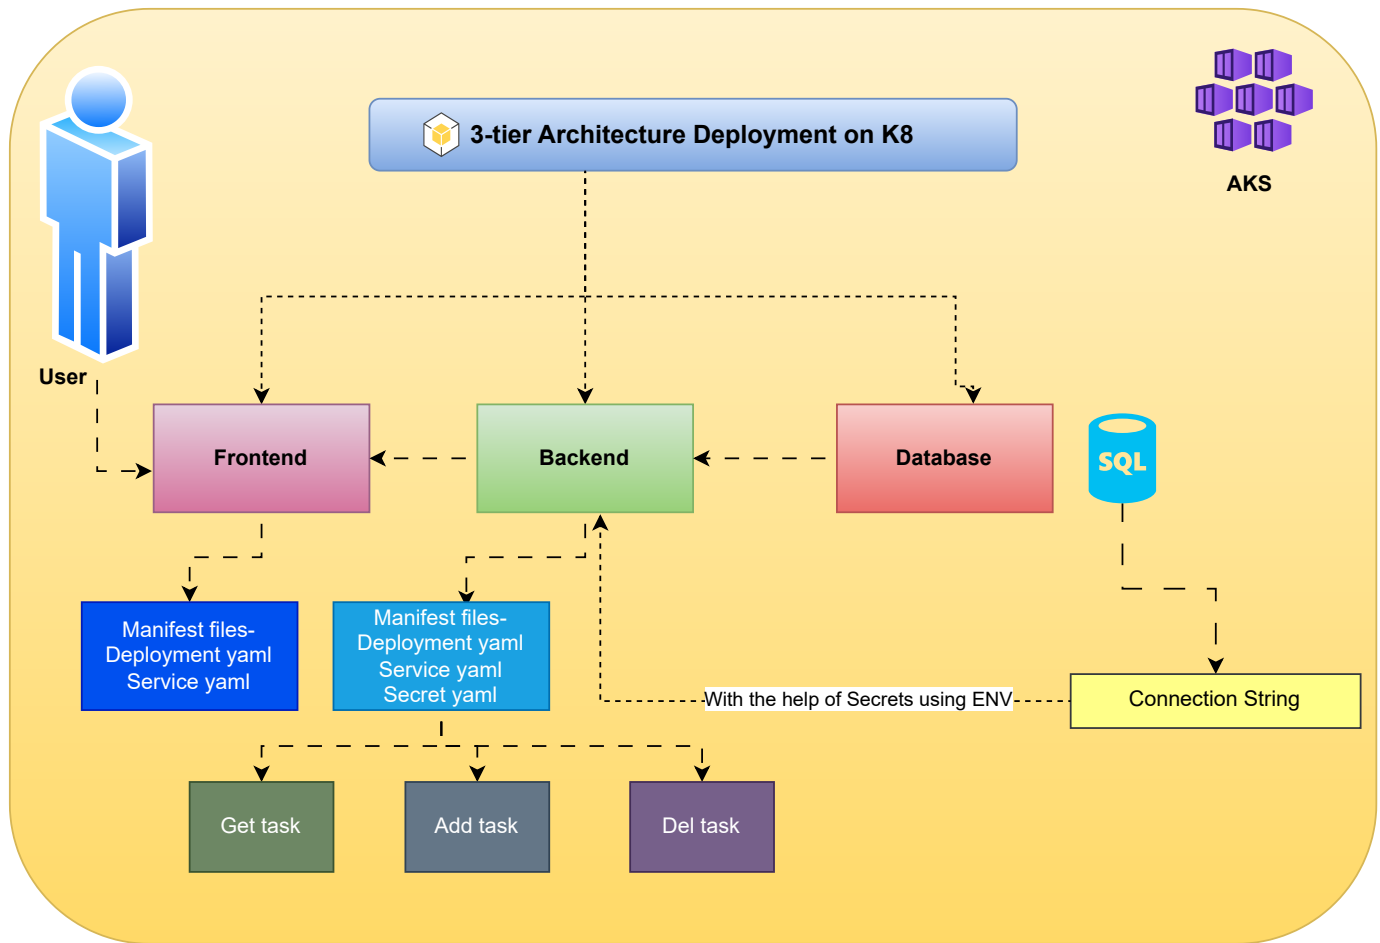 3-tier Architecture Deployment on K8
AKS
User
Frontend
Backend
Database
SQL
Manifest files-
Deployment yaml
Service yaml
Manifest files-
Deployment yaml
Service yaml
Secret yaml
With the help of Secrets using ENV
Connection String
Get task
Add task
Del task